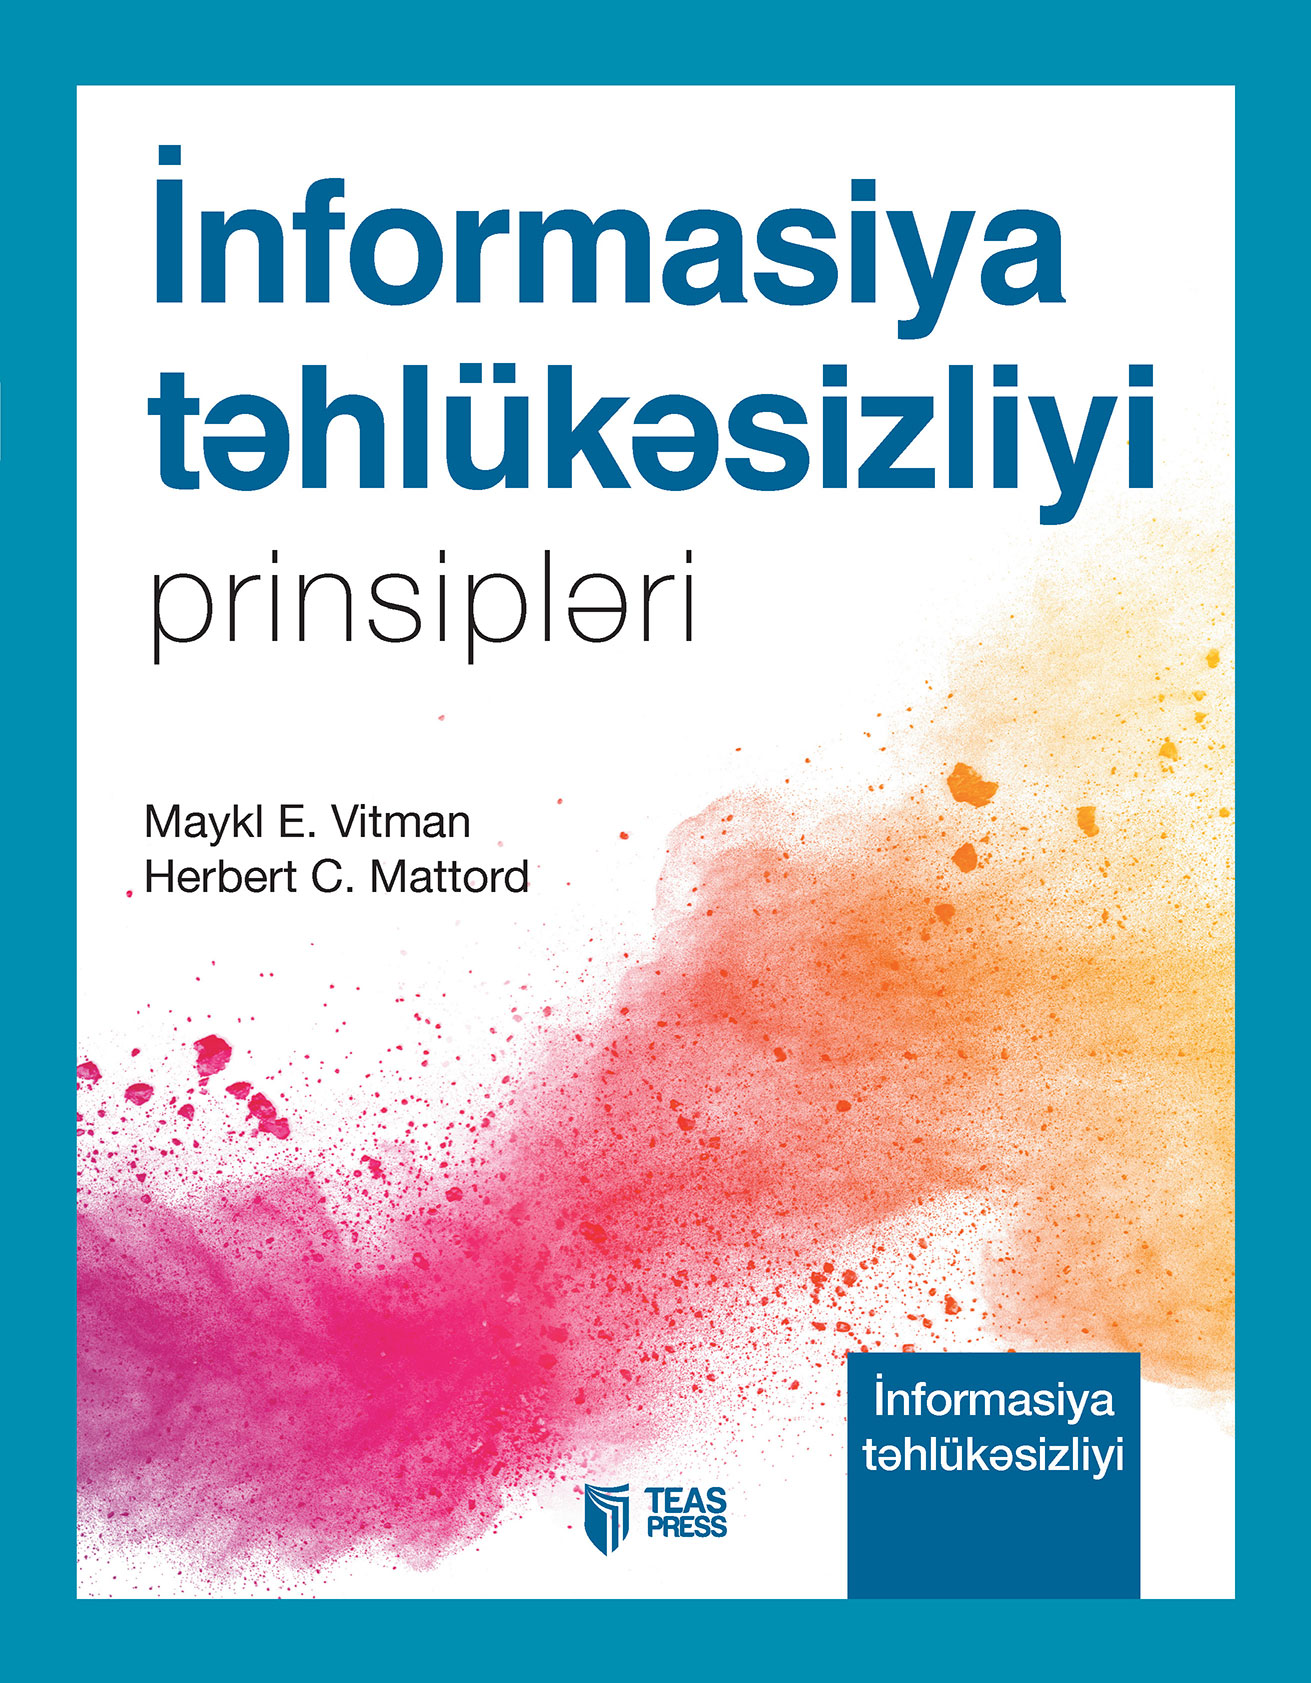 İnformasiya
təhlükəsizliyi
prinsipləri
Maykl E. Vitman
Herbert C. Mattord
İnformasiya
təhlükəsizliyi
TEAS
PRESS